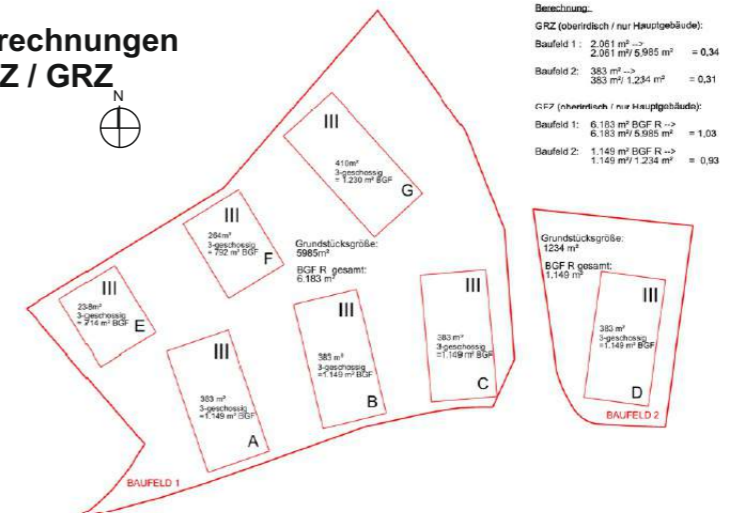 rechnungen
Z / GRZ
N
Berechnung:
GRZ (oberirdisch / nur Hauptgebäude):
Baufeld 1 : 2.061 m² -->
2.061 m²/ 5.985 m² = 0,34
Baufeld 2: 383 m² -->
383 m²/ 1.234 m² = 0,31
GFZ (oberirdisch / nur Hauptgebäude):
Baufeld 1: 6.183 m² BGF R -->
6.183 m²/ 5.985 m² = 1,03
Baufeld 2: 1.149 m² BGF R -->
1.149 m²/ 1.234 m² = 0,93
III
410m²
3-geschossig
= 1.230 m² BGF
G
III
264m²
3-geschossig
= 792 m² BGF
F
Grundstücksgröße:
5985m²
BGF R gesamt:
6.183 m²
III
238m²
3-geschossig
= 714 m² BGF
E
III
383 m²
3-geschossig
=1.149 m² BGF
A
III
383 m²
3-geschossig
=1.149 m² BGF
B
III
383 m²
3-geschossig
=1.149 m² BGF
C
Grundstücksgröße:
1234 m²
BGF R gesamt:
1.149 m²
III
383 m²
3-geschossig
=1.149 m² BGF
D
BAUFELD 2
BAUFELD 1